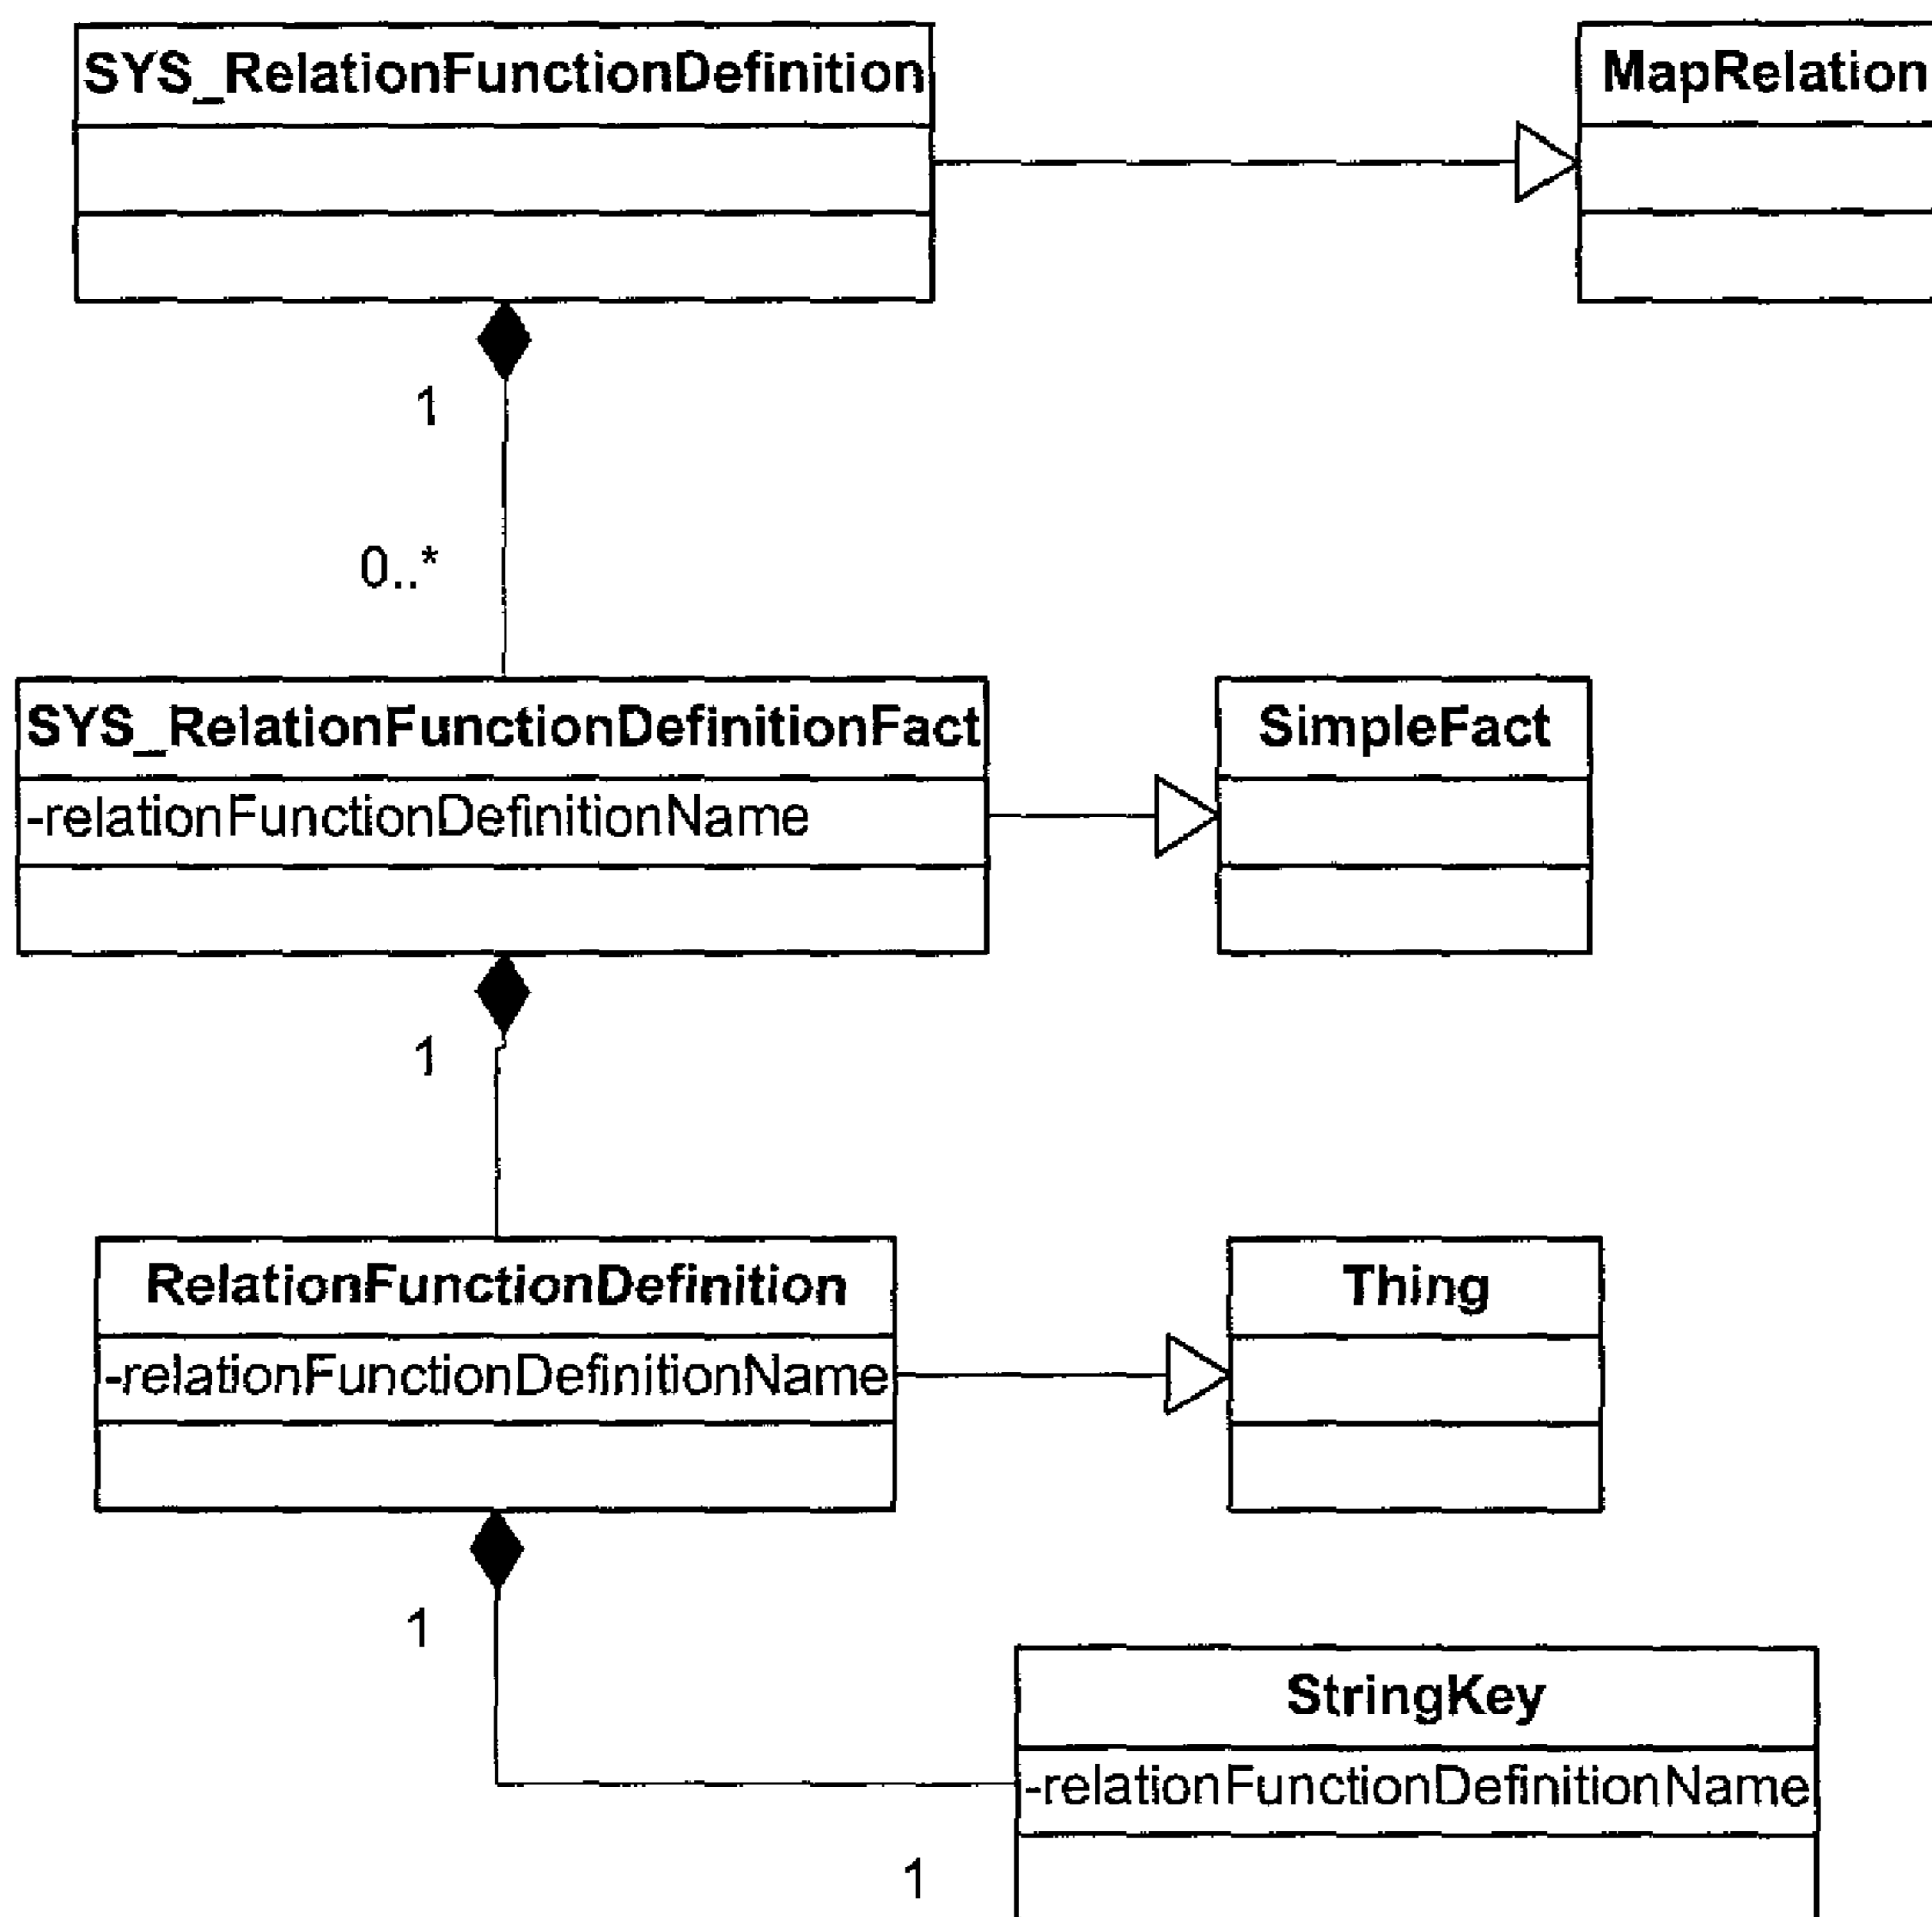 SYS_RelationFunctionDefinition
MapRelation
1
0..*
SYS_RelationFunctionDefinitionFact
-relationFunctionDefinitionName
SimpleFact
1
RelationFunctionDefinition
-relationFunctionDefinitionName
Thing
1
StringKey
-relationFunctionDefinitionName
1